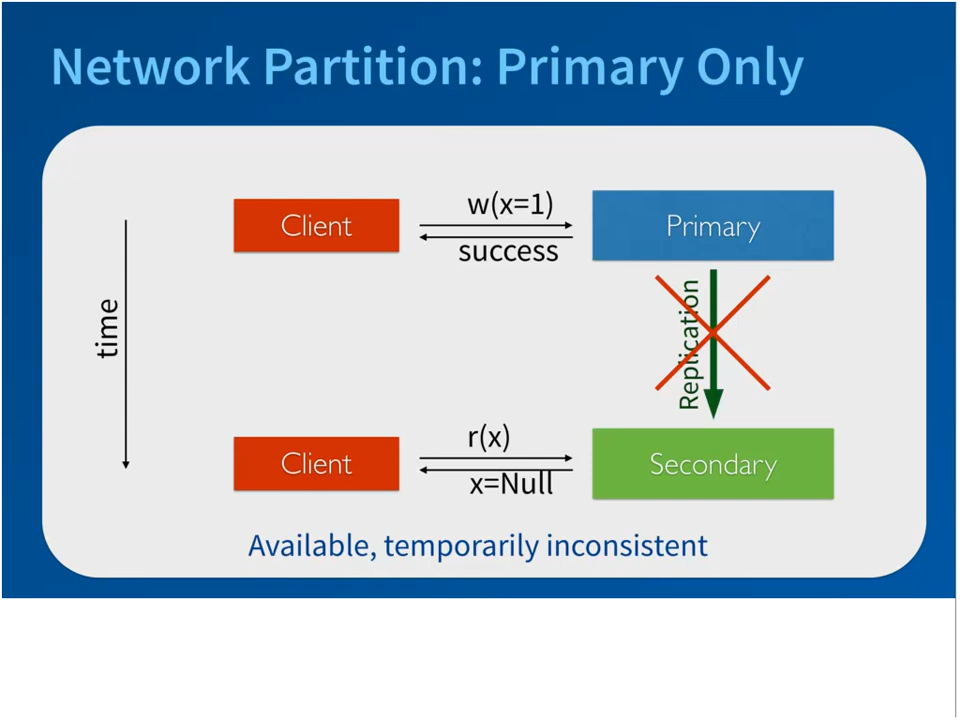 Network Partition: Primary Only
Client
w(x=1)
success
Primary
time
Replication
Client
r(x)
x=Null
Secondary
Available, temporarily inconsistent